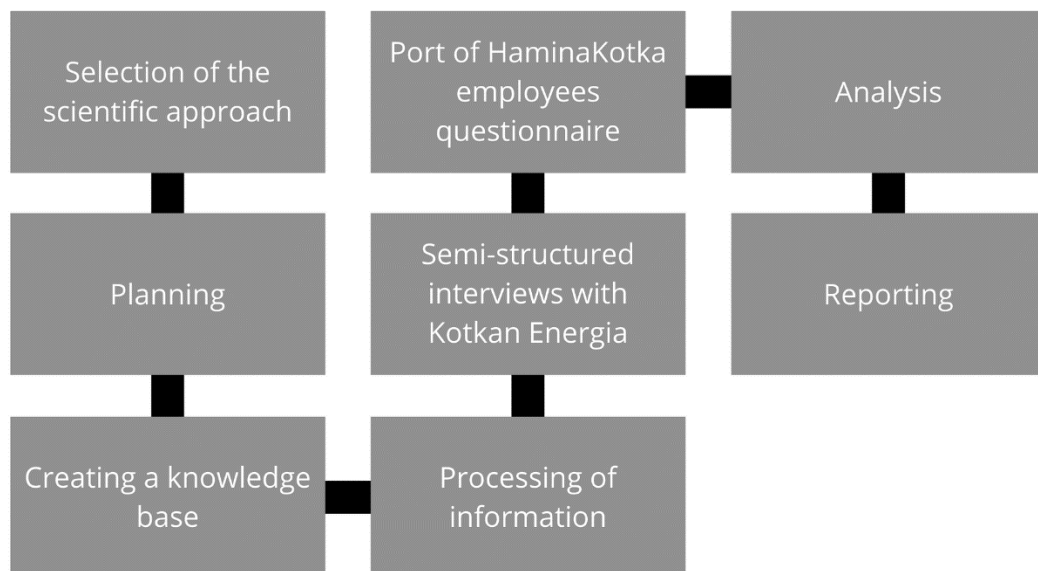 Selection of the
scientific approach
Planning
Creating a knowledge
base
Processing of
information
Semi-structured
interviews with
Kotkan Energia
Port of HaminaKotka
employees
questionnaire
Analysis
Reporting